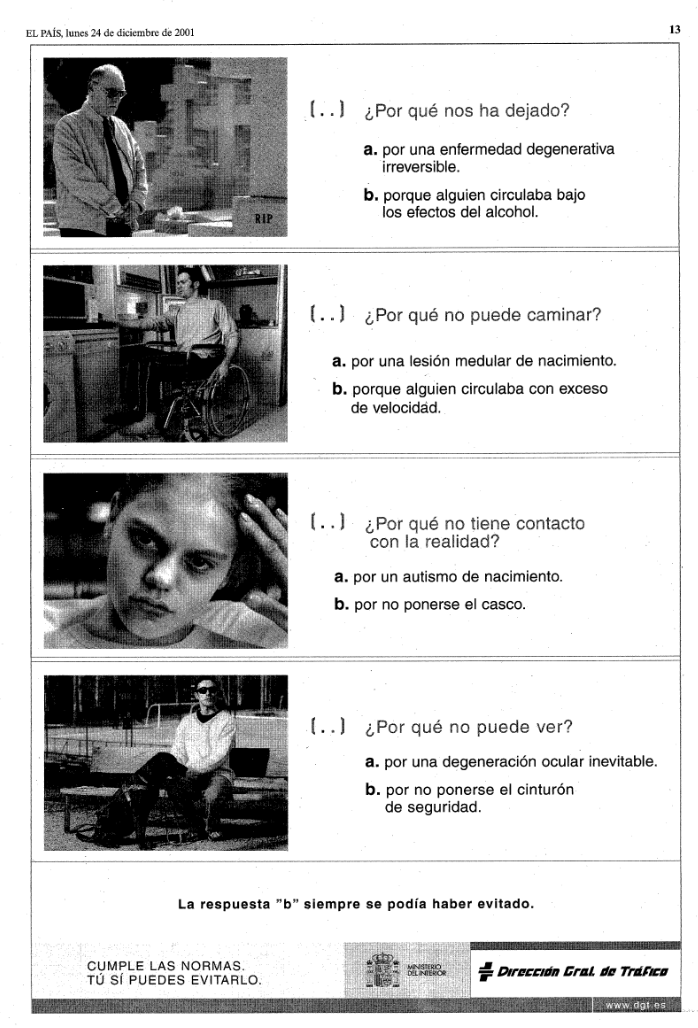 EL PAÍS, lunes 24 de diciembre de 2001
13
RIP
(..) ¿Por qué nos ha dejado?
a. por una enfermedad degenerativa
irreversible.
b. porque alguien circulaba bajo
los efectos del alcohol.
(..) ¿Por qué no puede caminar?
a. por una lesión medular de nacimiento.
b. porque alguien circulaba con exceso
de velocidad.
(..) ¿Por qué no tiene contacto
con la realidad?
a. por un autismo de nacimiento.
b. por no ponerse el casco.
(..) ¿Por qué no puede ver?
a. por una degeneración ocular inevitable.
b. por no ponerse el cinturón
de seguridad.
La respuesta "b" siempre se podía haber evitado.
CUMPLE LAS NORMAS.
TÚ SÍ PUEDES EVITARLO.
MINISTERIO
DEL INTERIOR
Dirección Gral. de Tráfico
www.dgt.es